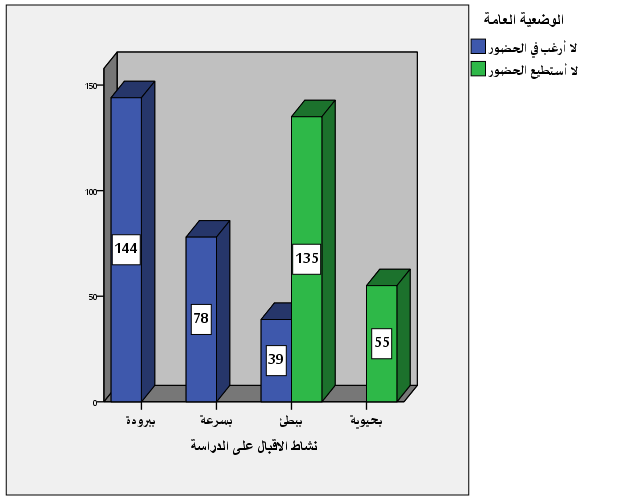 الوضعية العامة
لا أرغب في الحضور
لا أستطيع الحضور
150
100
50
0
144
78
39
135
55
ببرودة
بسرعة
ببطئ
بحيوية
نشاط الاقبال على الدراسة